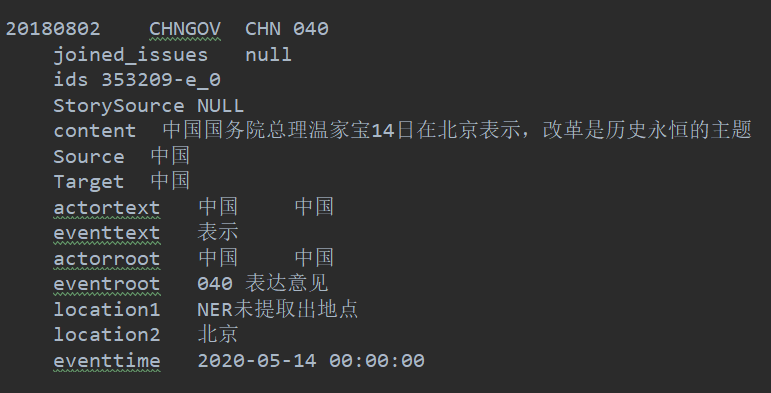 20180802 CHNGOV CHN 040
joined_issues null
ids 353209-e_0
StorySource NULL
content 中国国务院总理温家宝14日在北京表示，改革是历史永恒的主题
Source 中国
Target 中国
actortext 中国 中国
eventtext 表示
actorroot 中国 中国
eventroot 040 表达意见
location1 NER未提取出地点
location2 北京
eventtime 2020-05-14 00:00:00